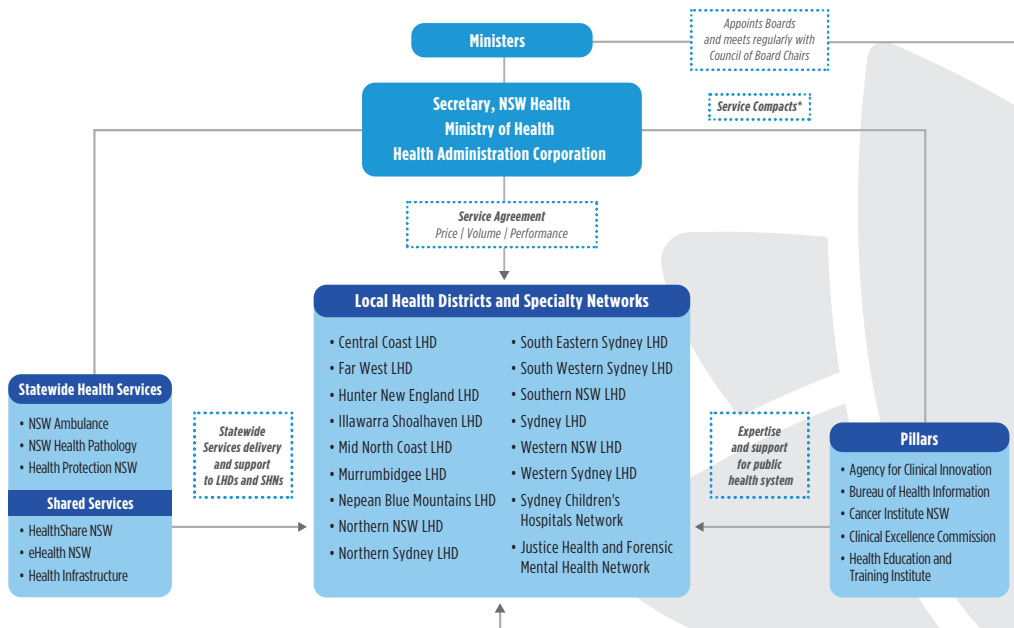 Ministers
Appoints Boards
and meets regularly with
Council of Board Chairs
Secretary, NSW Health
Ministry of Health
Health Administration Corporation
Service Compacts*
Service Agreement
Price | Volume | Performance
Local Health Districts and Specialty Networks
• Central Coast LHD
• Far West LHD
• Hunter New England LHD
• Illawarra Shoalhaven LHD
• Mid North Coast LHD
• Murrumbidgee LHD
• Nepean Blue Mountains LHD
• Northern NSW LHD
• Northern Sydney LHD
• South Eastern Sydney LHD
• South Western Sydney LHD
• Southern NSW LHD
• Sydney LHD
• Western NSW LHD
• Western Sydney LHD
• Sydney Children's
Hospitals Network
• Justice Health and Forensic
Mental Health Network
Statewide Health Services
• NSW Ambulance
• NSW Health Pathology
• Health Protection NSW
Shared Services
• HealthShare NSW
• eHealth NSW
• Health Infrastructure
Statewide
Services delivery
and support
to LHDs and SHNs
Expertise
and support
for public
health system
Pillars
• Agency for Clinical Innovation
• Bureau of Health Information
• Cancer Institute NSW
• Clinical Excellence Commission
• Health Education and
Training Institute